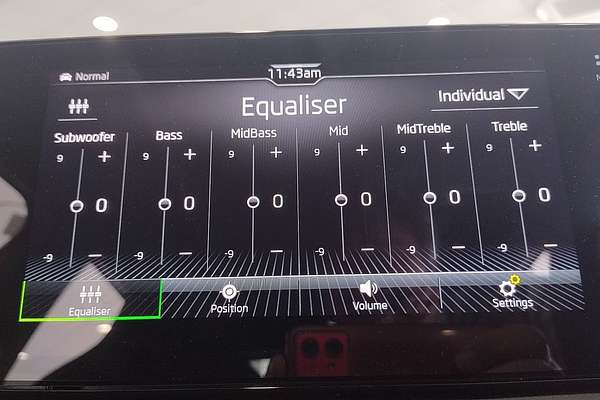 Normal
11:43am
Equaliser
Individual
Subwoofer Bass MidBass Mid MidTreble Treble
9 + 9 + 9 + 9 + 9 + 9 +
0 0 0 0 0 0
-9 - -9 - -9 - -9 - -9 - -9 -
Equaliser Position Volume Settings